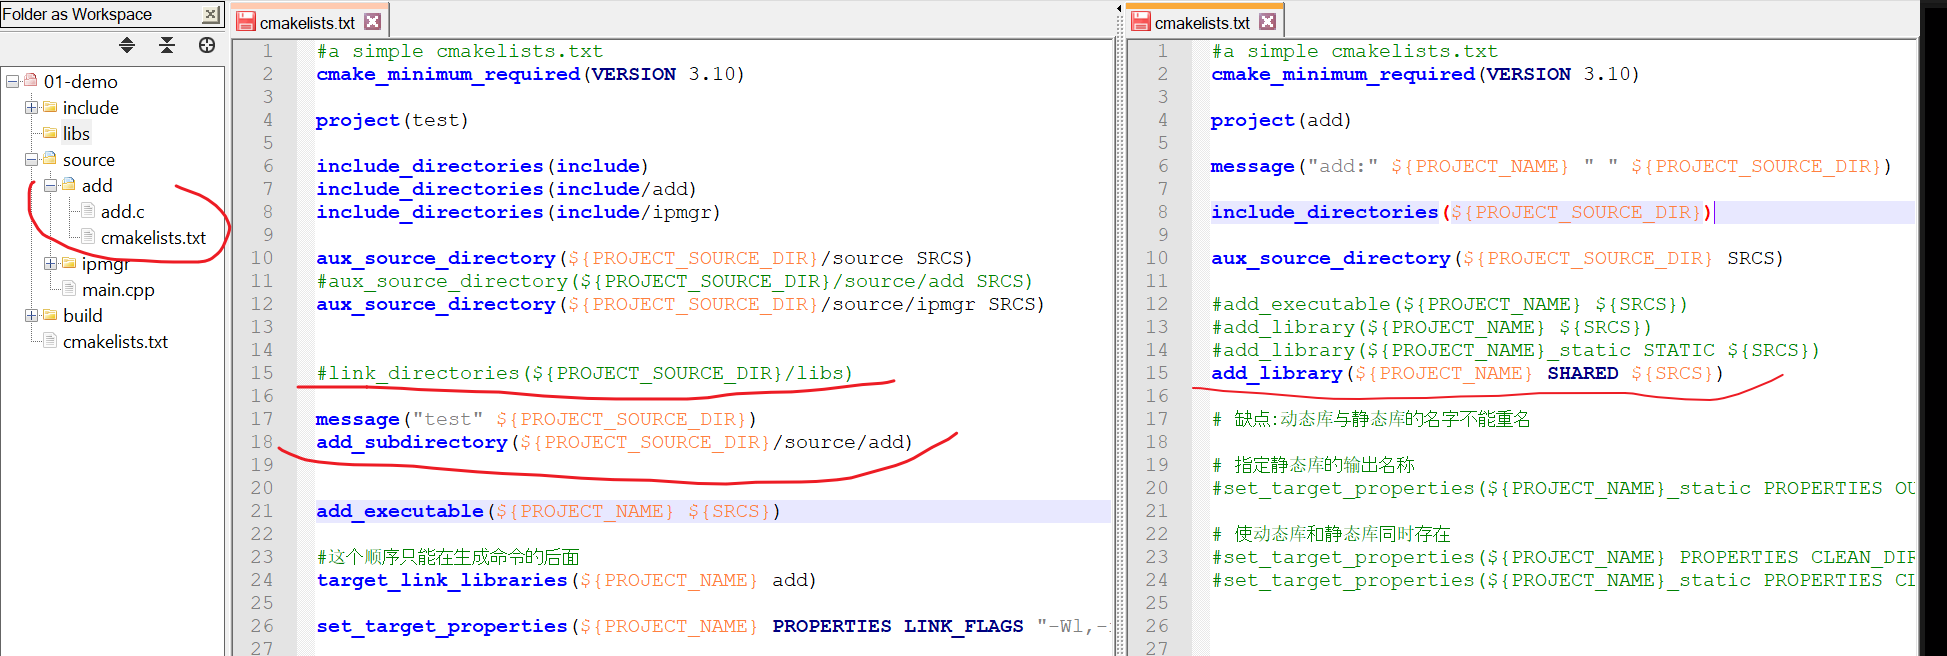 Folder as Workspace
01-demo
include
libs
source
add
add.c
cmakelists.txt
ipmgr
main.cpp
build
cmakelists.txt
cmakelists.txt
1 #a simple cmakelists.txt
2 cmake_minimum_required(VERSION 3.10)
3
4 project(test)
5
6 include_directories(include)
7 include_directories(include/add)
8 include_directories(include/ipmgr)
9
10 aux_source_directory(${PROJECT_SOURCE_DIR}/source SRCS)
11 #aux_source_directory(${PROJECT_SOURCE_DIR}/source/add SRCS)
12 aux_source_directory(${PROJECT_SOURCE_DIR}/source/ipmgr SRCS)
13
14
15 #link_directories(${PROJECT_SOURCE_DIR}/libs)
16
17 message("test" ${PROJECT_SOURCE_DIR})
18 add_subdirectory(${PROJECT_SOURCE_DIR}/source/add)
19
20
21 add_executable(${PROJECT_NAME} ${SRCS})
22
23 #这个顺序只能在生成命令的后面
24 target_link_libraries(${PROJECT_NAME} add)
25
26 set_target_properties(${PROJECT_NAME} PROPERTIES LINK_FLAGS "-Wl,-
27
cmakelists.txt
1 #a simple cmakelists.txt
2 cmake_minimum_required(VERSION 3.10)
3
4 project(add)
5
6 message("add:" ${PROJECT_NAME} " " ${PROJECT_SOURCE_DIR})
7
8 include_directories(${PROJECT_SOURCE_DIR})
9
10 aux_source_directory(${PROJECT_SOURCE_DIR} SRCS)
11
12 #add_executable(${PROJECT_NAME} ${SRCS})
13 #add_library(${PROJECT_NAME} ${SRCS})
14 #add_library(${PROJECT_NAME}_static STATIC ${SRCS})
15 add_library(${PROJECT_NAME} SHARED ${SRCS})
16
17 # 缺点:动态库与静态库的名字不能重名
18
19 # 指定静态库的输出名称
20 #set_target_properties(${PROJECT_NAME}_static PROPERTIES OU
21
22 # 使动态库和静态库同时存在
23 #set_target_properties(${PROJECT_NAME} PROPERTIES CLEAN_DIR
24 #set_target_properties(${PROJECT_NAME}_static PROPERTIES CL
25
26
27